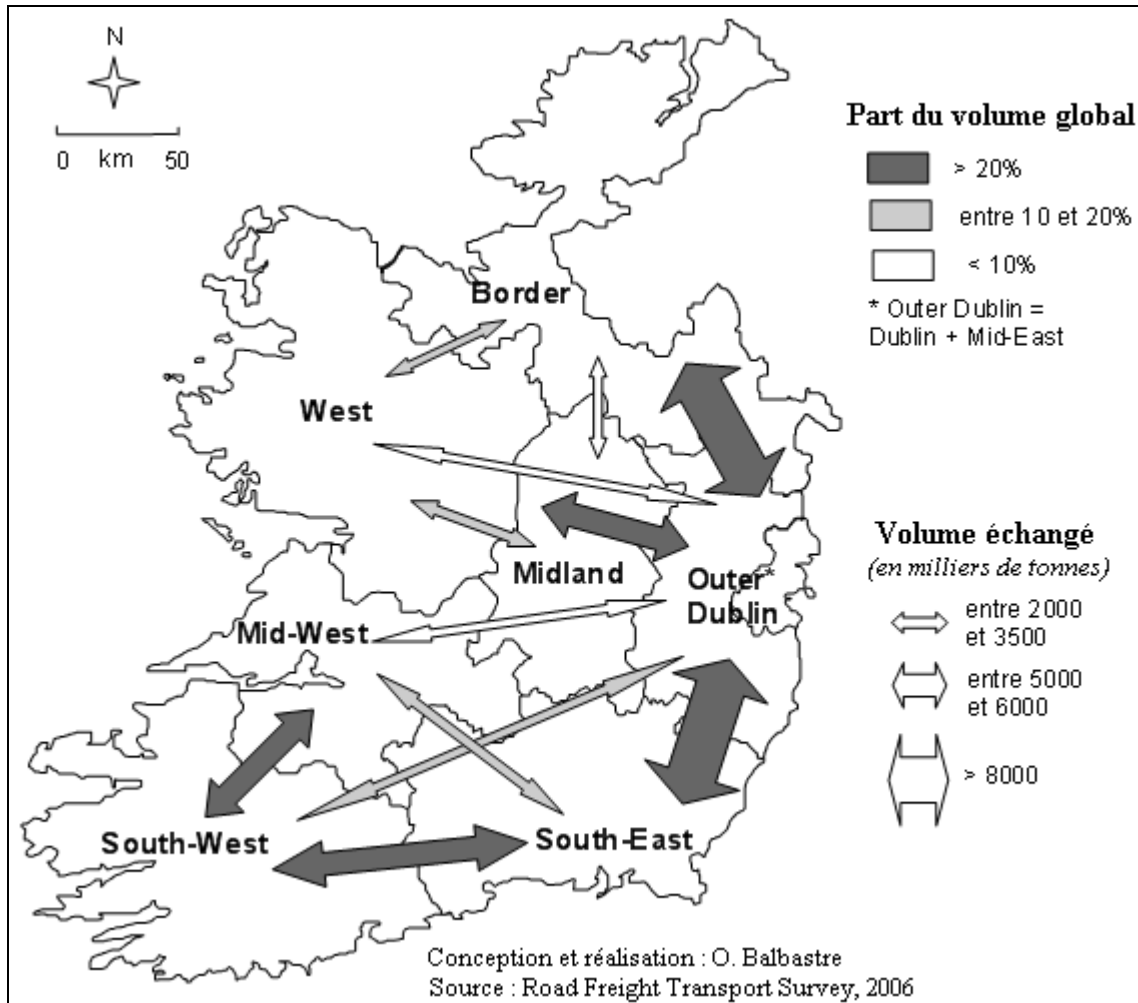 N
0 km 50
Part du volume global
> 20%
entre 10 et 20%
< 10%
* Outer Dublin =
Dublin + Mid-East
Border
West
Midland
Outer*
Dublin
Mid-West
South-West
South-East
Volume échangé
(en milliers de tonnes)
entre 2000
et 3500
entre 5000
et 6000
> 8000
Conception et réalisation : O. Balbastre
Source : Road Freight Transport Survey, 2006